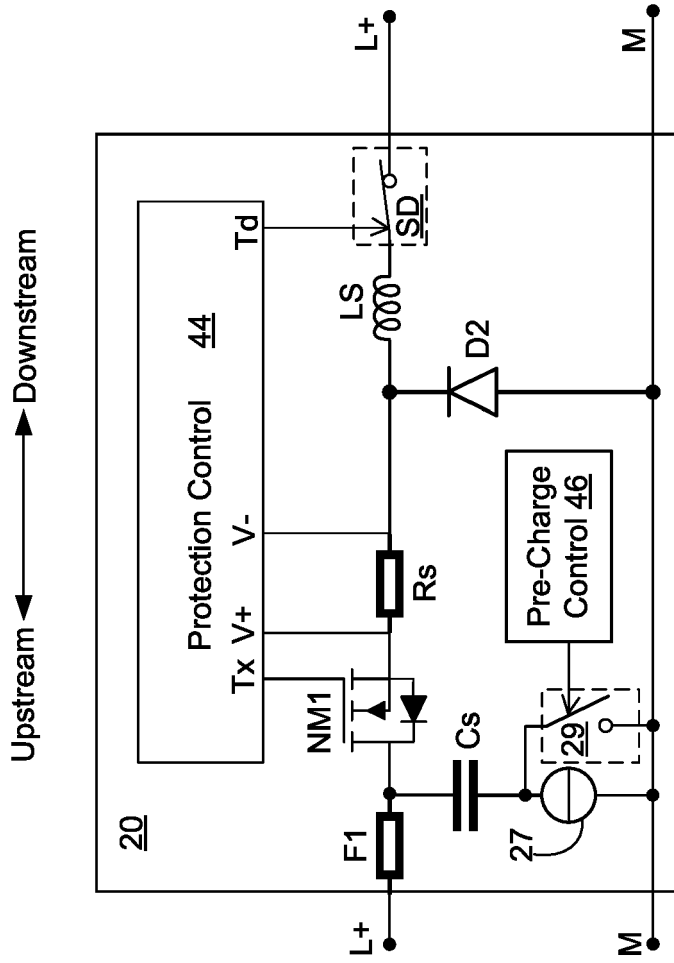 Upstream Downstream
20
Protection Control 44
Tx V+ V- Td
NM1
L+ F1 Rs LS SD L+
Cs
D2
29
27
Pre-Charge
Control 46
M M